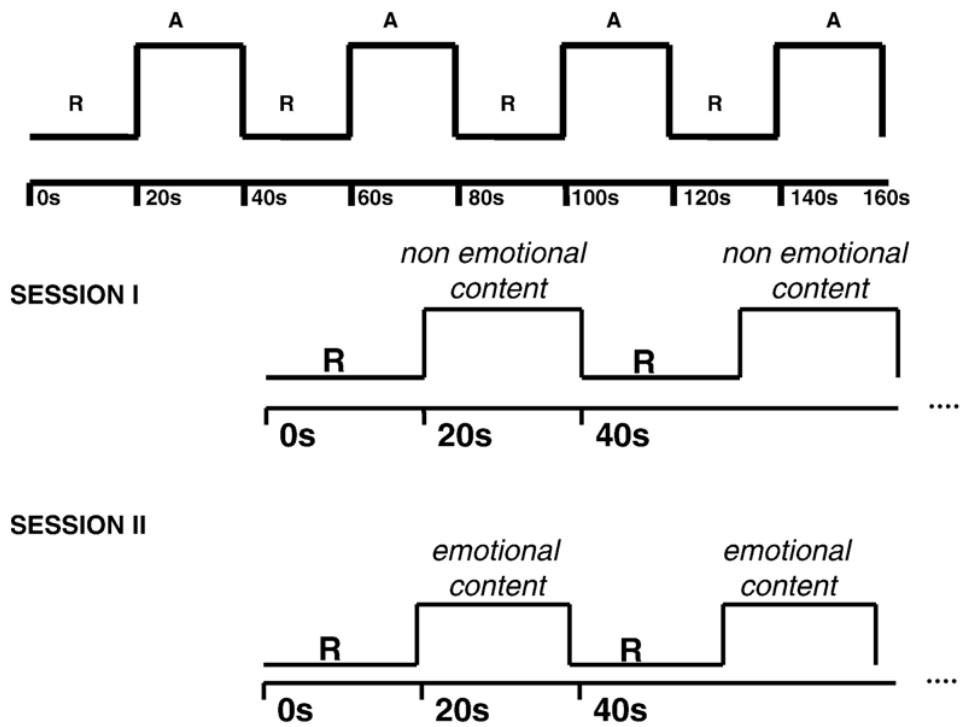 A A A A
R R R R
0s 20s 40s 60s 80s 100s 120s 140s 160s
non emotional non emotional
SESSION I content content
R R
....
0s 20s 40s
SESSION II
emotional emotional
content content
R R
....
0s 20s 40s